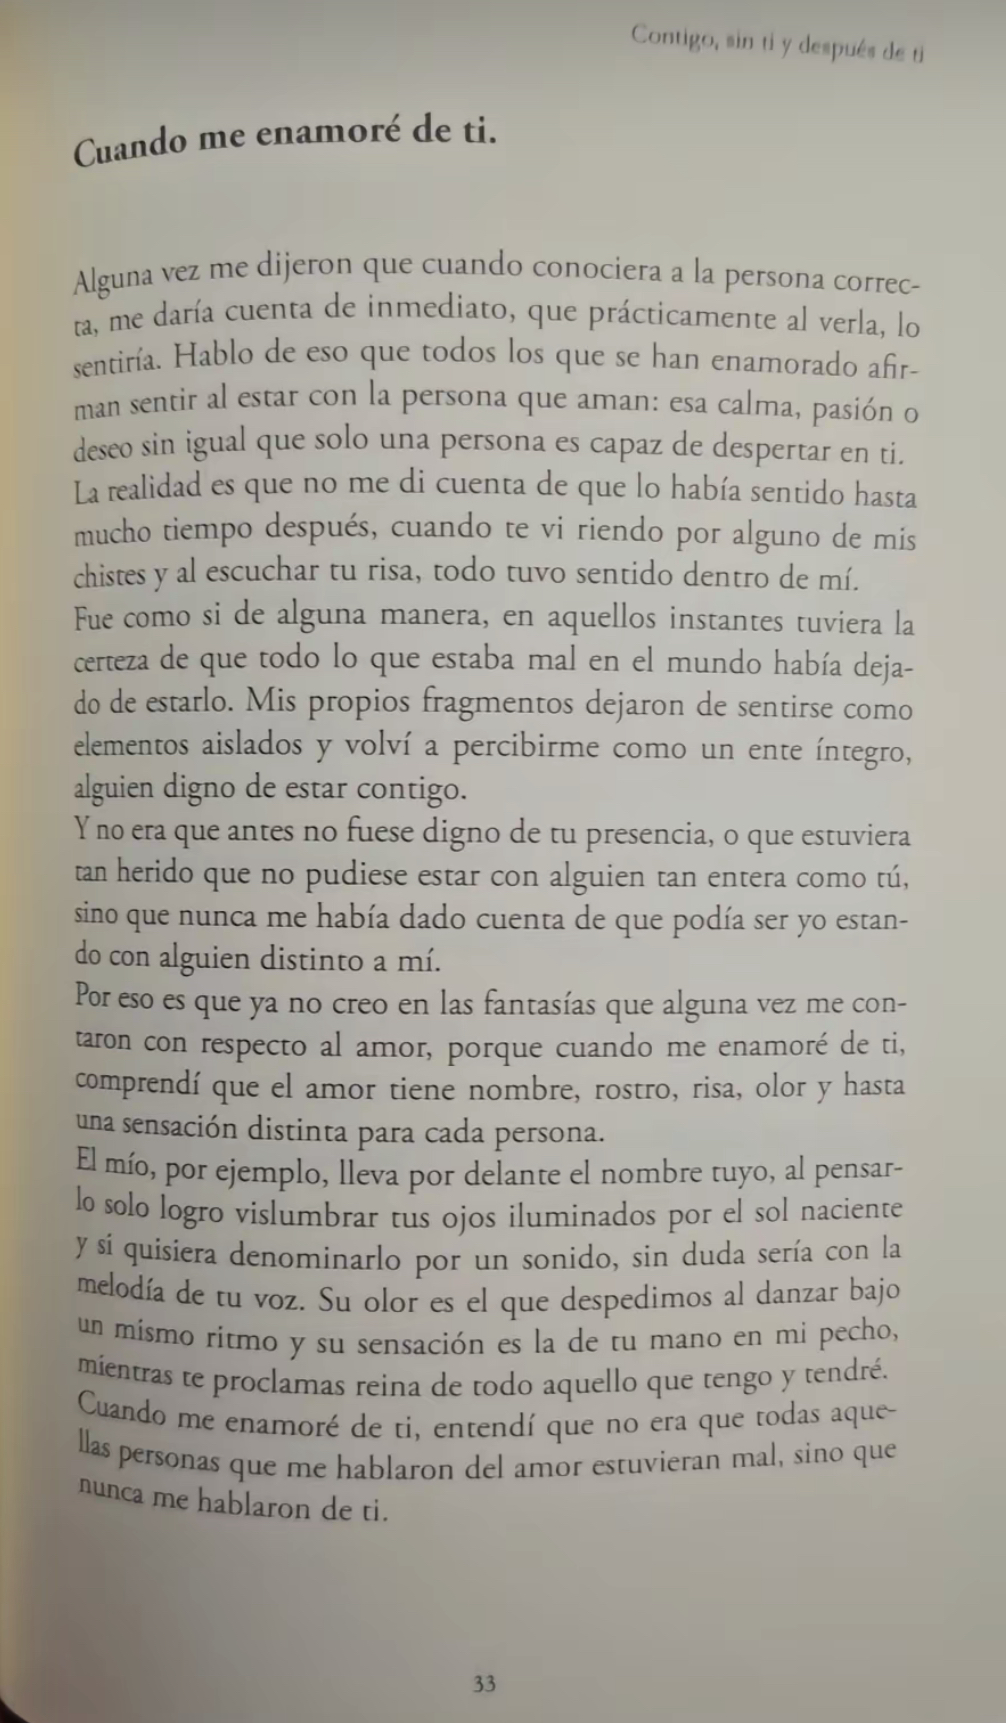 Contigo, sin ti y después de ti
Cuando me enamoré de ti.
Alguna vez me dijeron que cuando conociera a la persona correc-
ta, me daría cuenta de inmediato, que prácticamente al verla, lo
sentiría. Hablo de eso que todos los que se han enamorado afir-
man sentir al estar con la persona que aman: esa calma, pasión o
deseo sin igual que solo una persona es capaz de despertar en ti.
La realidad es que no me di cuenta de que lo había sentido hasta
mucho tiempo después, cuando te vi riendo por alguno de mis
chistes y al escuchar tu risa, todo tuvo sentido dentro de mí.
Fue como si de alguna manera, en aquellos instantes tuviera la
certeza de que todo lo que estaba mal en el mundo había deja-
do de estarlo. Mis propios fragmentos dejaron de sentirse como
elementos aislados y volví a percibirme como un ente íntegro,
alguien digno de estar contigo.
Y no era que antes no fuese digno de tu presencia, o que estuviera
tan herido que no pudiese estar con alguien tan entera como tú,
sino que nunca me había dado cuenta de que podía ser yo estan-
do con alguien distinto a mí.
Por eso es que ya no creo en las fantasías que alguna vez me con-
taron con respecto al amor, porque cuando me enamoré de ti,
comprendí que el amor tiene nombre, rostro, risa, olor y hasta
una sensación distinta para cada persona.
El mío, por ejemplo, lleva por delante el nombre tuyo, al pensar-
lo solo logro vislumbrar tus ojos iluminados por el sol naciente
y si quisiera denominarlo por un sonido, sin duda sería con la
melodía de tu voz. Su olor es el que despedimos al danzar bajo
un mismo ritmo y su sensación es la de tu mano en mi pecho,
mientras te proclamas reina de todo aquello que tengo y tendré.
Cuando me enamoré de ti, entendí que no era que todas aque-
llas personas que me hablaron del amor estuvieran mal, sino que
nunca me hablaron de ti.
33